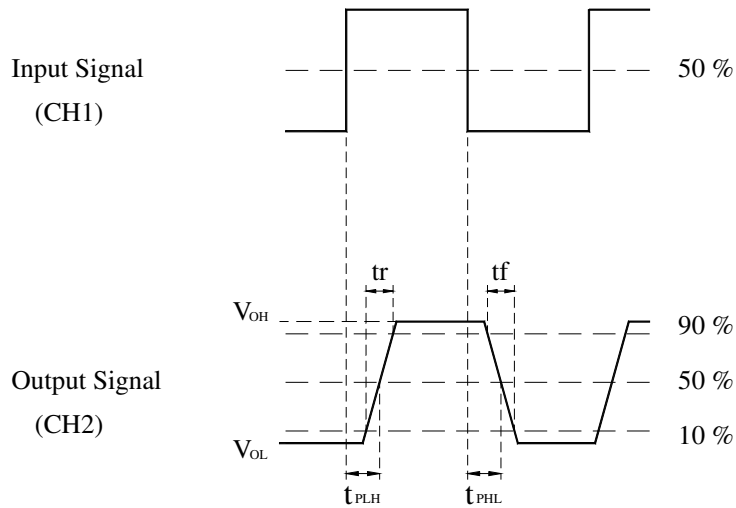 Input Signal
(CH1)
50 %
tr
tf
VOH
90 %
Output Signal
(CH2)
50 %
10 %
VOL
tPLH
tPHL